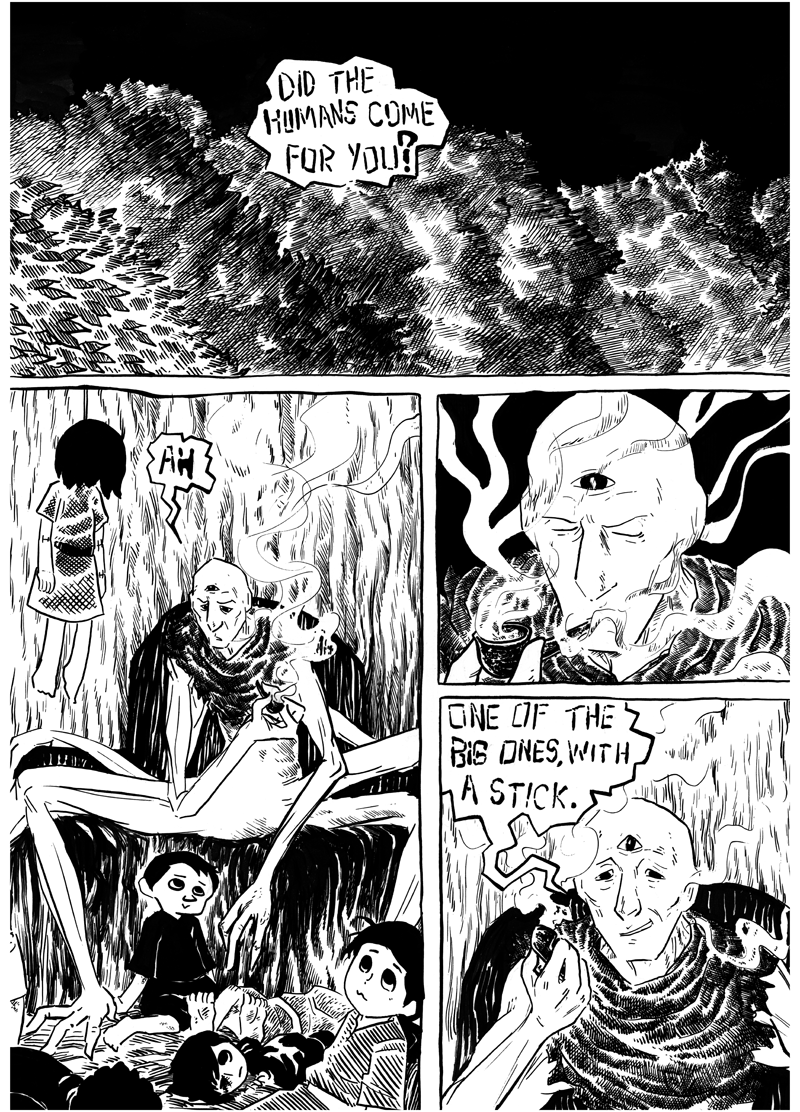 DID THE
HUMANS COME
FOR YOU?
AH
ONE OF THE
BIG ONES, WITH
A STICK.